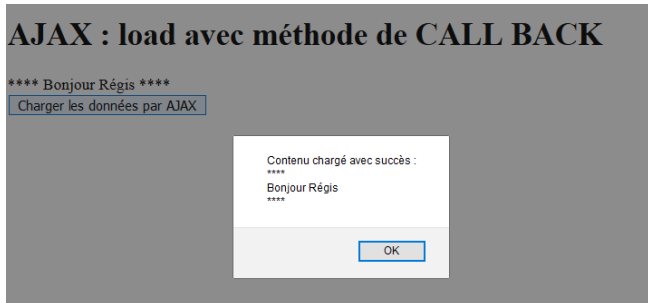 AJAX : load avec méthode de CALL BACK
**** Bonjour Régis ****
Charger les données par AJAX
Contenu chargé avec succès :
****
Bonjour Régis
****
OK